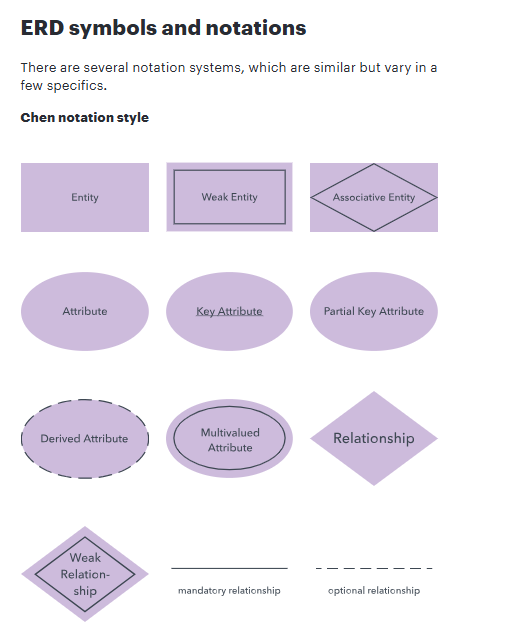 ERD symbols and notations
There are several notation systems, which are similar but vary in a
few specifics.
Chen notation style
Entity
Weak Entity
Associative Entity
Attribute
Key Attribute
Partial Key Attribute
Derived Attribute
Multivalued
Attribute
Relationship
Weak
Relation-
ship
mandatory relationship
optional relationship